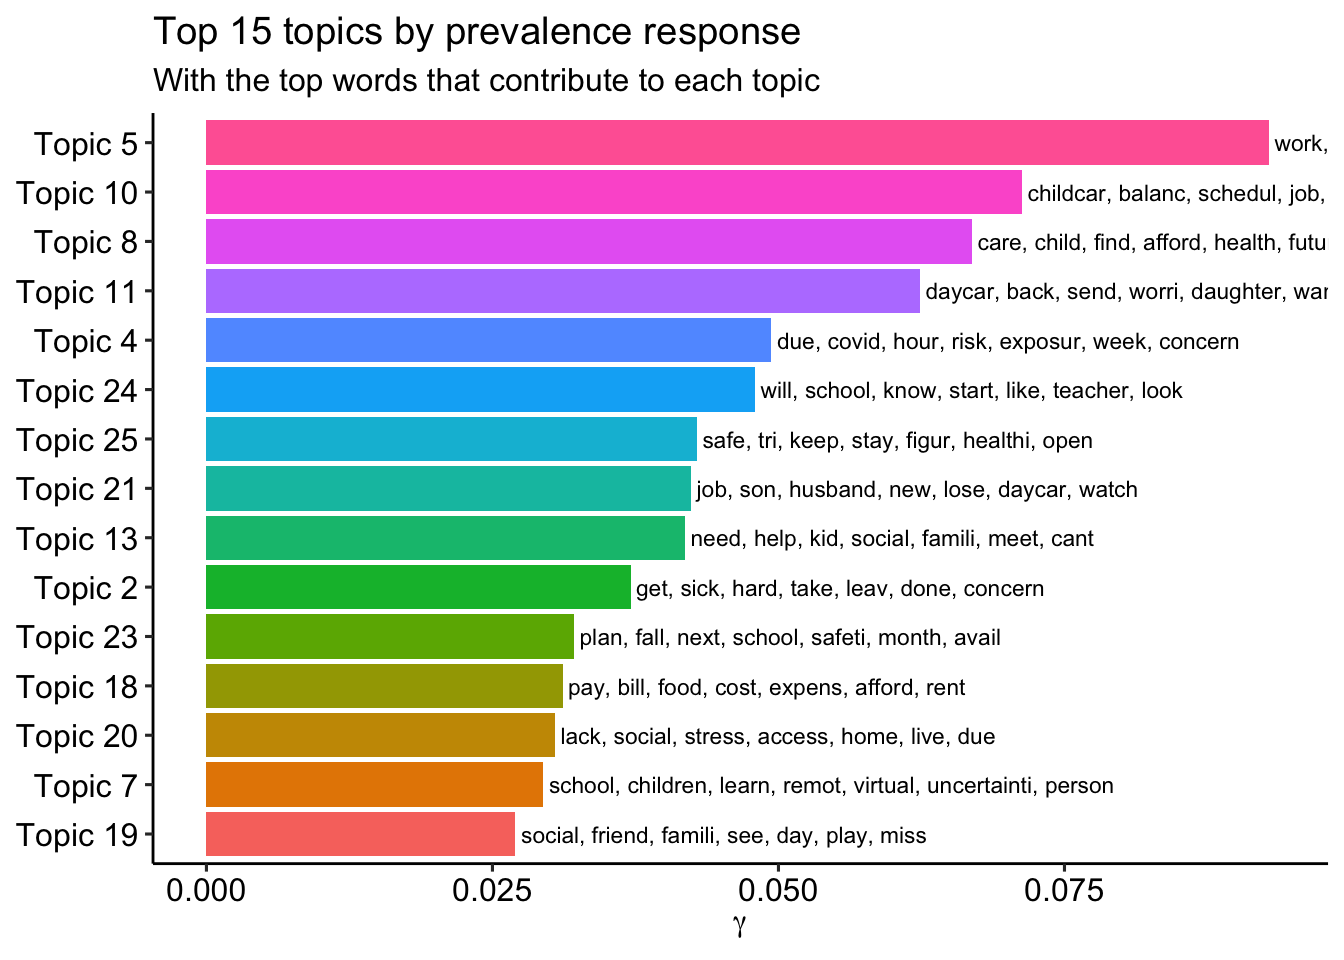 Top 15 topics by prevalence response
With the top words that contribute to each topic
Topic 5 work,
Topic 10 childcar, balanc, schedul, job,
Topic 8 care, child, find, afford, health, futu
Topic 11 daycar, back, send, worri, daughter, wan
Topic 4 due, covid, hour, risk, exposur, week, concern
Topic 24 will, school, know, start, like, teacher, look
Topic 25 safe, tri, keep, stay, figur, healthi, open
Topic 21 job, son, husband, new, lose, daycar, watch
Topic 13 need, help, kid, social, famili, meet, cant
Topic 2 get, sick, hard, take, leav, done, concern
Topic 23 plan, fall, next, school, safeti, month, avail
Topic 18 pay, bill, food, cost, expens, afford, rent
Topic 20 lack, social, stress, access, home, live, due
Topic 7 school, children, learn, remot, virtual, uncertainti, person
Topic 19 social, friend, famili, see, day, play, miss
0.000 0.025 0.050 0.075
γ